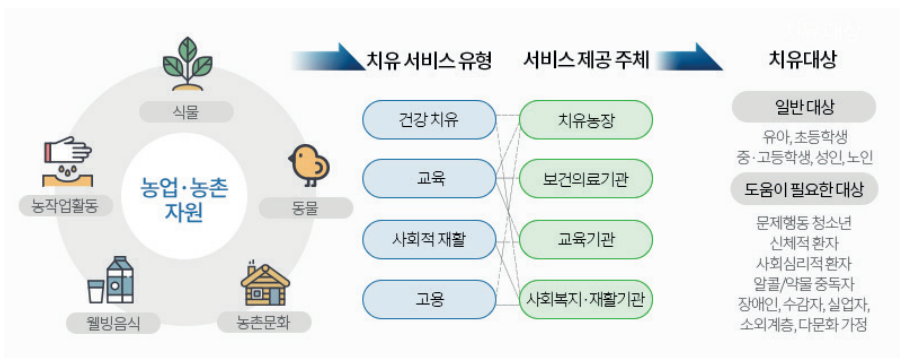 식물
동물
농촌문화
웰빙음식
농작업활동
농업·농촌
자원
치유 서비스 유형
건강 치유
교육
사회적 재활
고용
서비스 제공 주체
치유농장
보건의료기관
교육기관
사회복지·재활기관
치유대상
일반 대상
유아, 초등학생
중·고등학생, 성인, 노인
도움이 필요한 대상
문제행동 청소년
신체적 환자
사회심리적 환자
알콜/약물 중독자
장애인, 수감자, 실업자,
소외계층, 다문화 가정